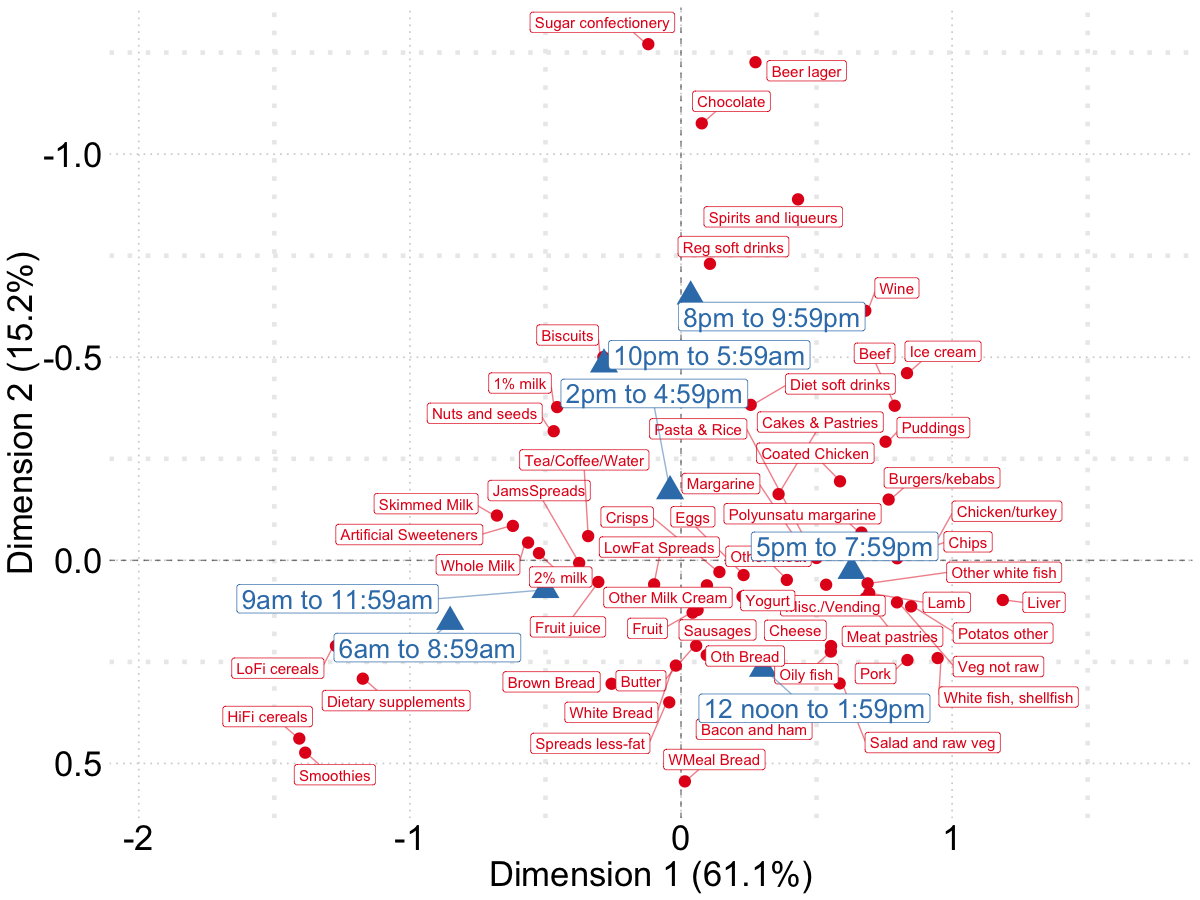 Sugar confectionery
Beer lager
Chocolate
-1.0
Spirits and liqueurs
Reg soft drinks
Wine
8pm to 9:59pm
Biscuits
10pm to 5:59am
Beef
Ice cream
-0.5
1% milk
2pm to 4:59pm
Diet soft drinks
Nuts and seeds
Pasta & Rice
Cakes & Pastries
Puddings
Tea/Coffee/Water
Coated Chicken
JamsSpreads
Margarine
Burgers/kebabs
Skimmed Milk
Crisps
Eggs
Polyunsatu margarine
Chicken/turkey
Artificial Sweeteners
LowFat Spreads
5pm to 7:59pm
Chips
0.0
Whole Milk
2% milk
Other white fish
9am to 11:59am
Other Milk Cream
Yogurt
Misc./Vending
Lamb
Liver
Fruit juice
Fruit
Sausages
Cheese
Meat pastries
Potatos other
6am to 8:59am
LoFi cereals
Oth Bread
Veg not raw
Brown Bread
Butter
Oily fish
Pork
Dietary supplements
White fish, shellfish
HiFi cereals
White Bread
12 noon to 1:59pm
Bacon and ham
Spreads less-fat
Salad and raw veg
0.5
WMeal Bread
Smoothies
-2
-1
0
1
Dimension 1 (61.1%)
Dimension 2 (15.2%)